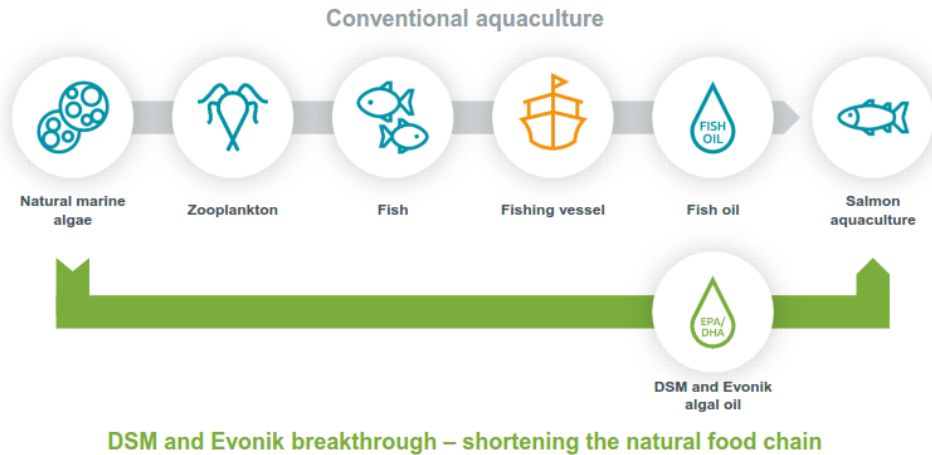 Conventional aquaculture
FISH
OIL
Natural marine
algae
Zooplankton
Fish
Fishing vessel
Fish oil
Salmon
aquaculture
EPA/
DHA
DSM and Evonik
algal oil
DSM and Evonik breakthrough – shortening the natural food chain